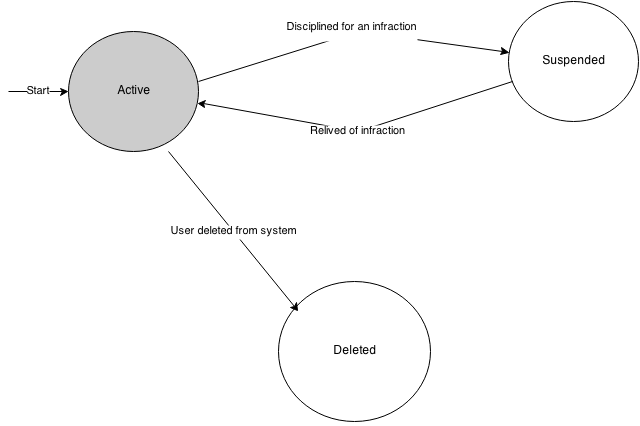 Disciplined for an infraction
Suspended
Start
Active
Relived of infraction
User deleted from system
Deleted